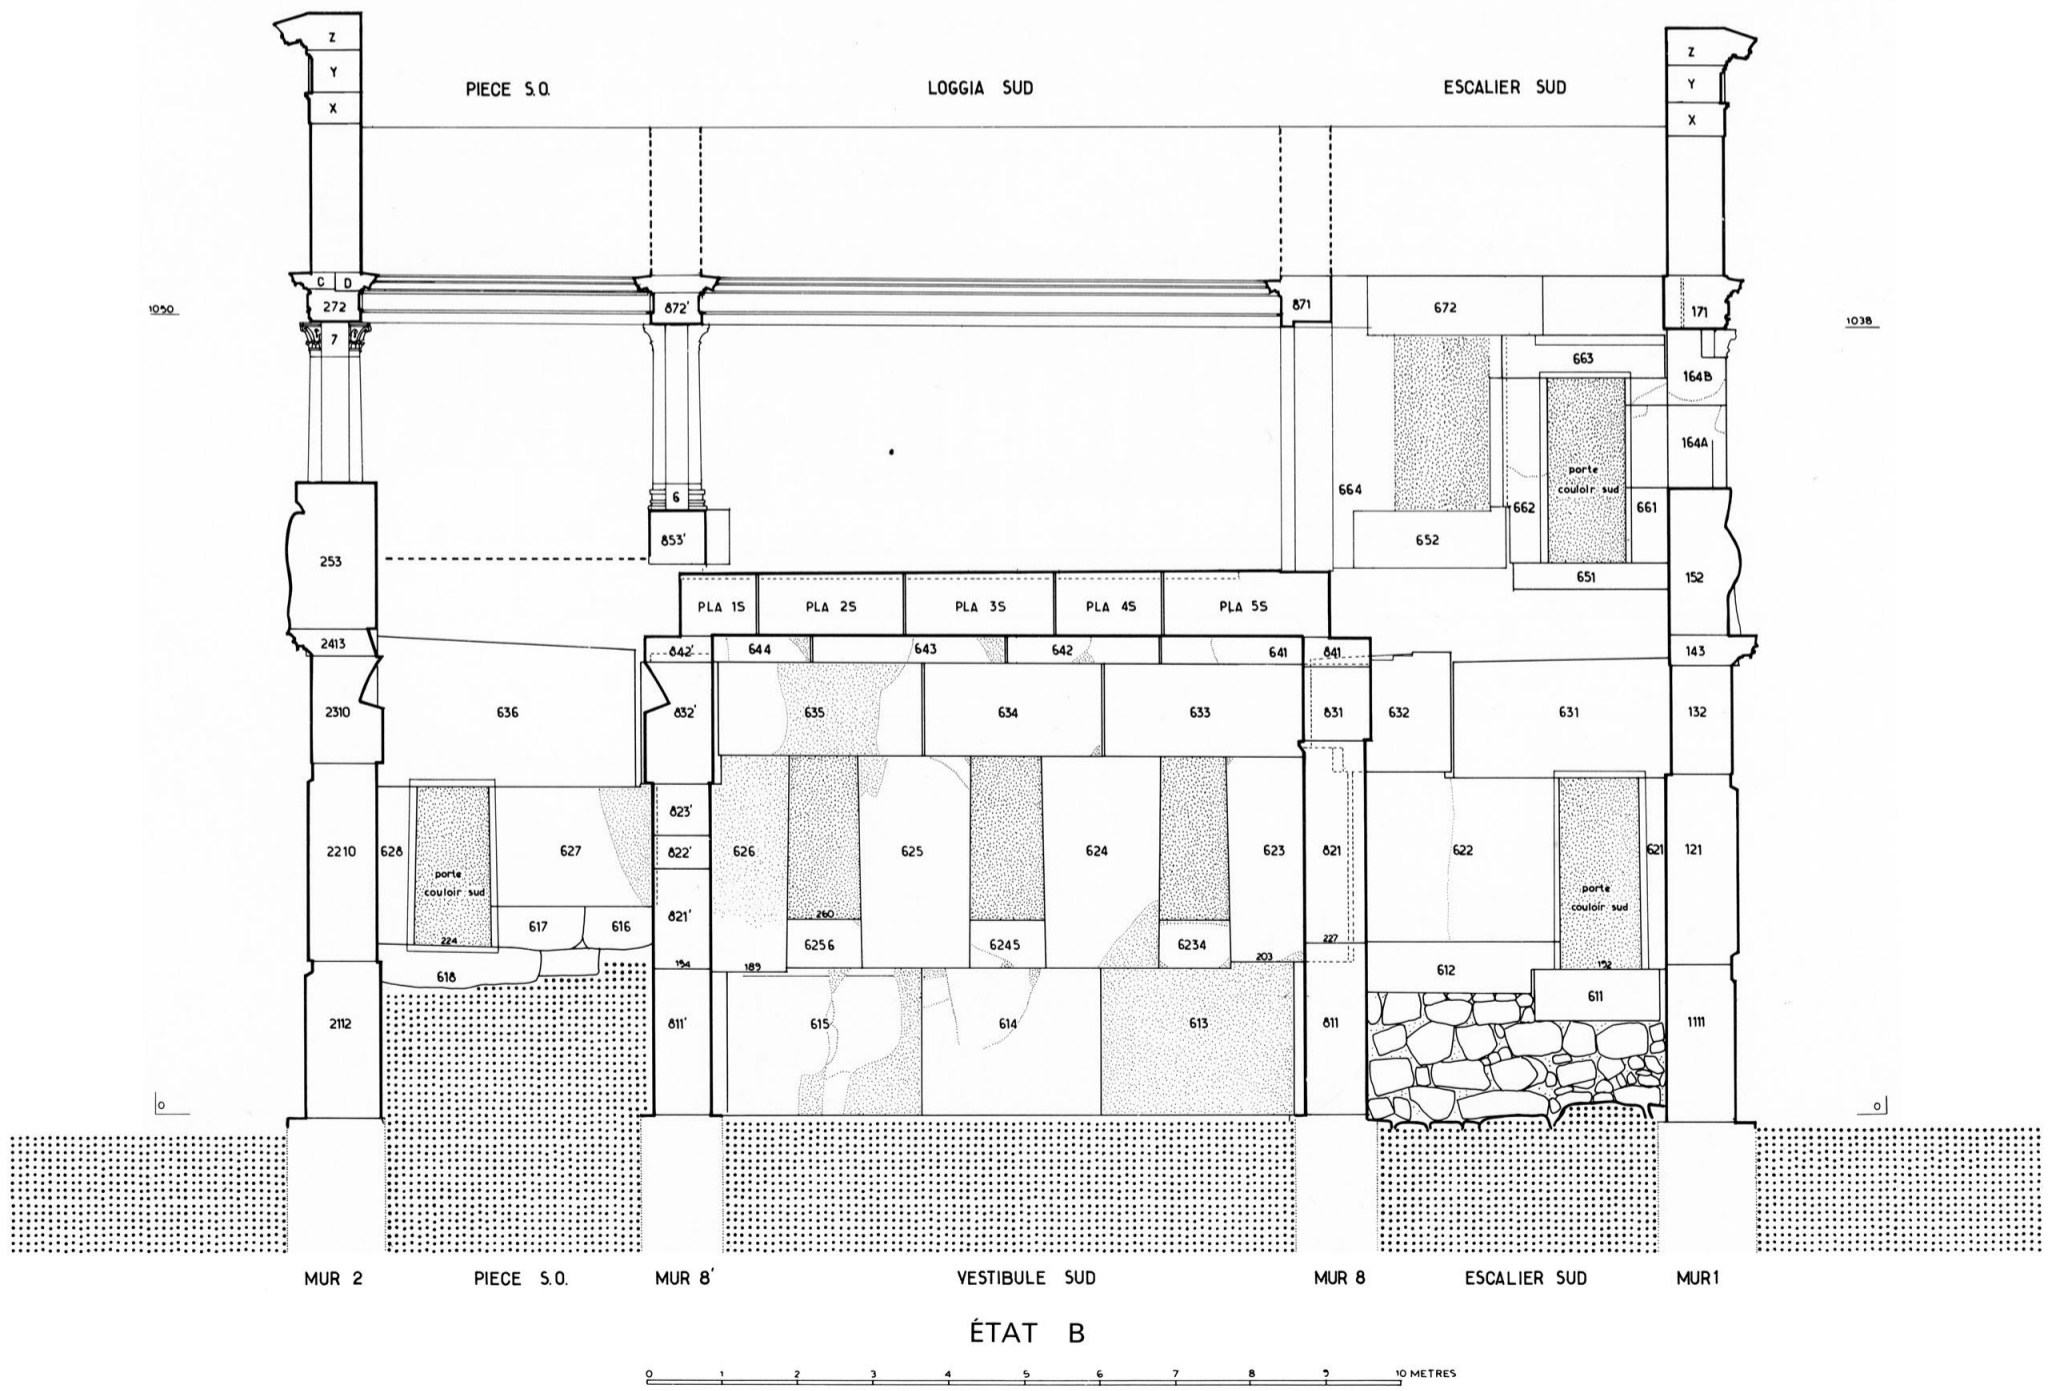 Z
Z
Y
Y
X
X
PIECE S.O.
LOGGIA SUD
ESCALIER SUD
C
D
272
872'
871
672
171
1050
1038
7
663
164B
164A
porte
couloir sud
6
664
662
661
853'
652
253
651
152
PLA 1S
PLA 2S
PLA 3S
PLA 4S
PLA 5S
2413
842'
644
643
642
641
841
143
2310
636
832'
635
634
633
831
632
631
132
823'
2210
628
627
822'
626
625
624
623
821
622
621
121
porte
couloir sud
porte
couloir sud
617
616
821'
260
224
6256
6245
6234
227
618
194
189
203
612
192
611
2112
811'
615
614
613
811
1111
0
0
MUR 2
PIECE S.O.
MUR 8'
VESTIBULE SUD
MUR 8
ESCALIER SUD
MUR 1
ÉTAT B
0 1 2 3 4 5 6 7 8 9 10 METRES